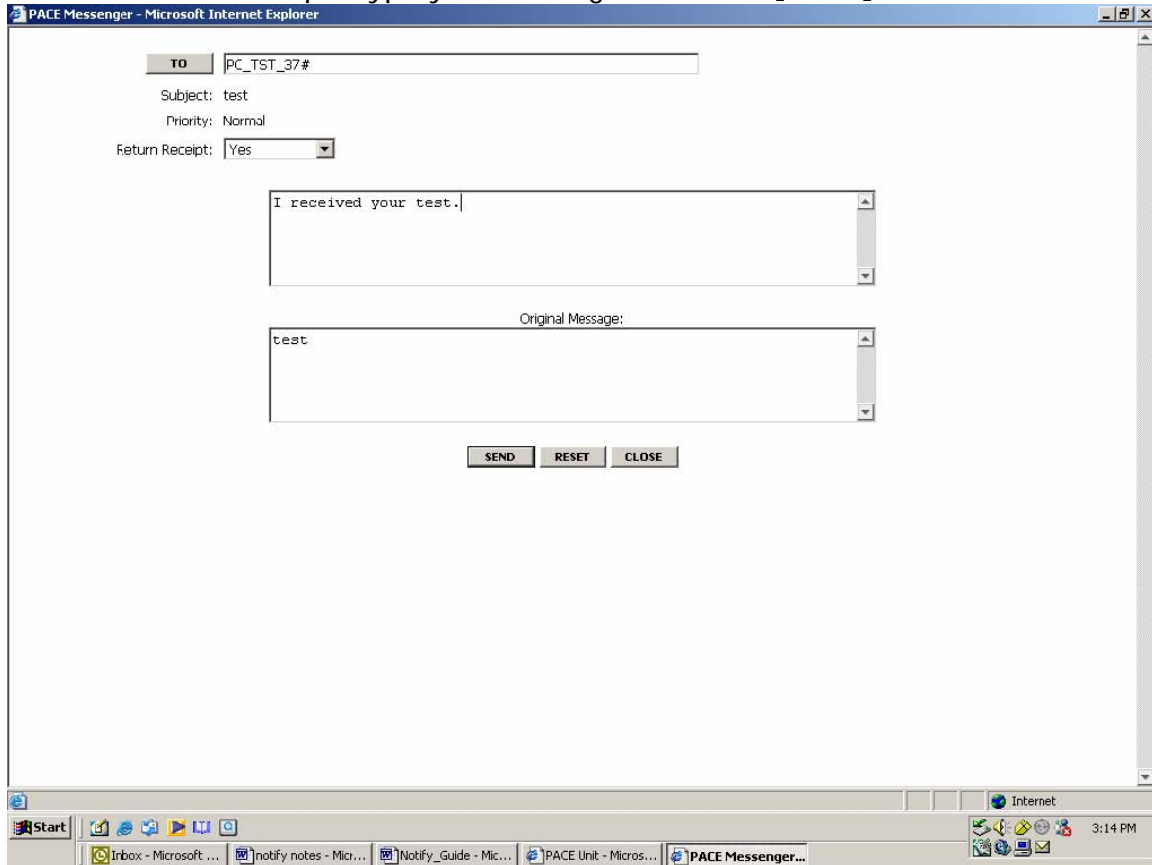 PACE Messenger - Microsoft Internet Explorer
TO PC_TST_37#
Subject: test
Priority: Normal
Return Receipt: Yes
I received your test.
Original Message:
test
SEND RESET CLOSE
Internet
Start 3:14 PM
Inbox - Microsoft ... notify notes - Micr... Notify_Guide - Mic... PACE Unit - Micros... PACE Messenger...